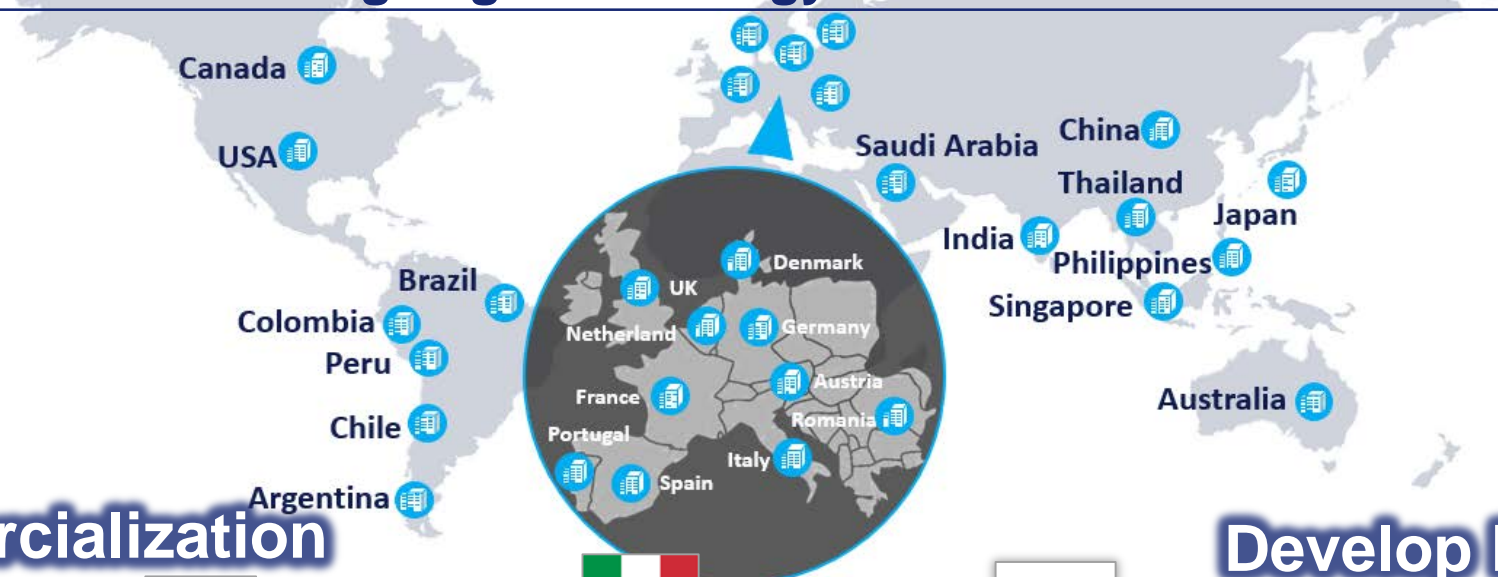 Canada
USA
Saudi Arabia
China
Thailand
Japan
India
Philippines
Singapore
Brazil
Colombia
Peru
Chile
Argentina
Australia
Denmark
UK
Netherland
Germany
Austria
France
Romania
Portugal
Italy
Spain
rcialization
Develop